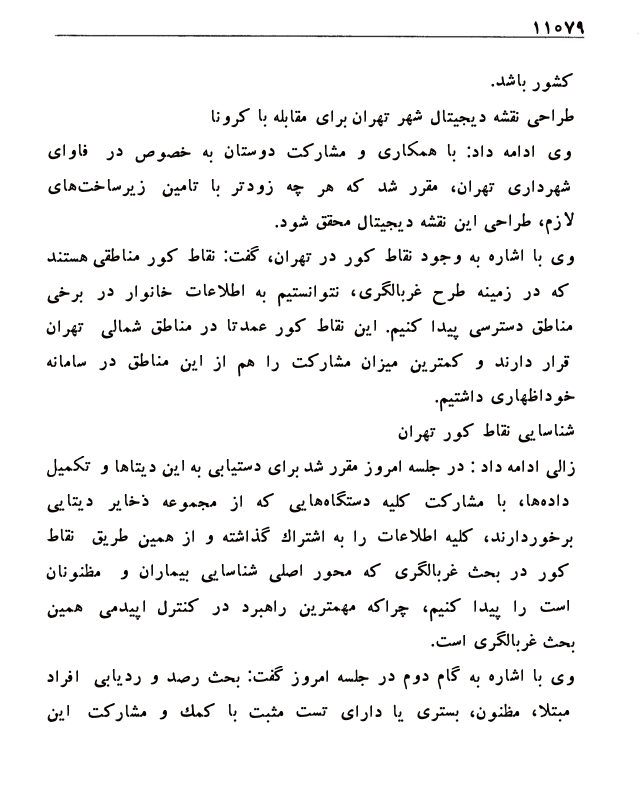 ۱۱۰۷۹
کشور باشد.
طراحی نقشه دیجیتال شهر تهران برای مقابله با کرونا
وی ادامه داد: با همکاری و مشارکت دوستان به خصوص در فاوای
شهرداری تهران، مقرر شد که هر چه زودتر با تامین زیرساخت‌های
لازم، طراحی این نقشه دیجیتال محقق شود.
وی با اشاره به وجود نقاط کور در تهران، گفت: نقاط کور مناطقی هستند
که در زمینه طرح غربالگری، نتوانستیم به اطلاعات خانوار در برخی
مناطق دسترسی پیدا کنیم. این نقاط کور عمدتا در مناطق شمالی تهران
قرار دارند و کمترین میزان مشارکت را هم از این مناطق در سامانه
خوداظهاری داشتیم.
شناسایی نقاط کور تهران
زالی ادامه داد : در جلسه امروز مقرر شد برای دستیابی به این دیتاها و تکمیل
داده‌ها، با مشارکت کلیه دستگاه‌هایی که از مجموعه ذخایر دیتایی
برخوردارند، کلیه اطلاعات را به اشتراك گذاشته و از همین طریق نقاط
کور در بحث غربالگری که محور اصلی شناسایی بیماران و مظنونان
است را پیدا کنیم، چراکه مهمترین راهبرد در کنترل اپیدمی همین
بحث غربالگری است.
وی با اشاره به گام دوم در جلسه امروز گفت: بحث رصد و ردیابی افراد
مبتلا، مظنون، بستری یا دارای تست مثبت با کمك و مشارکت این